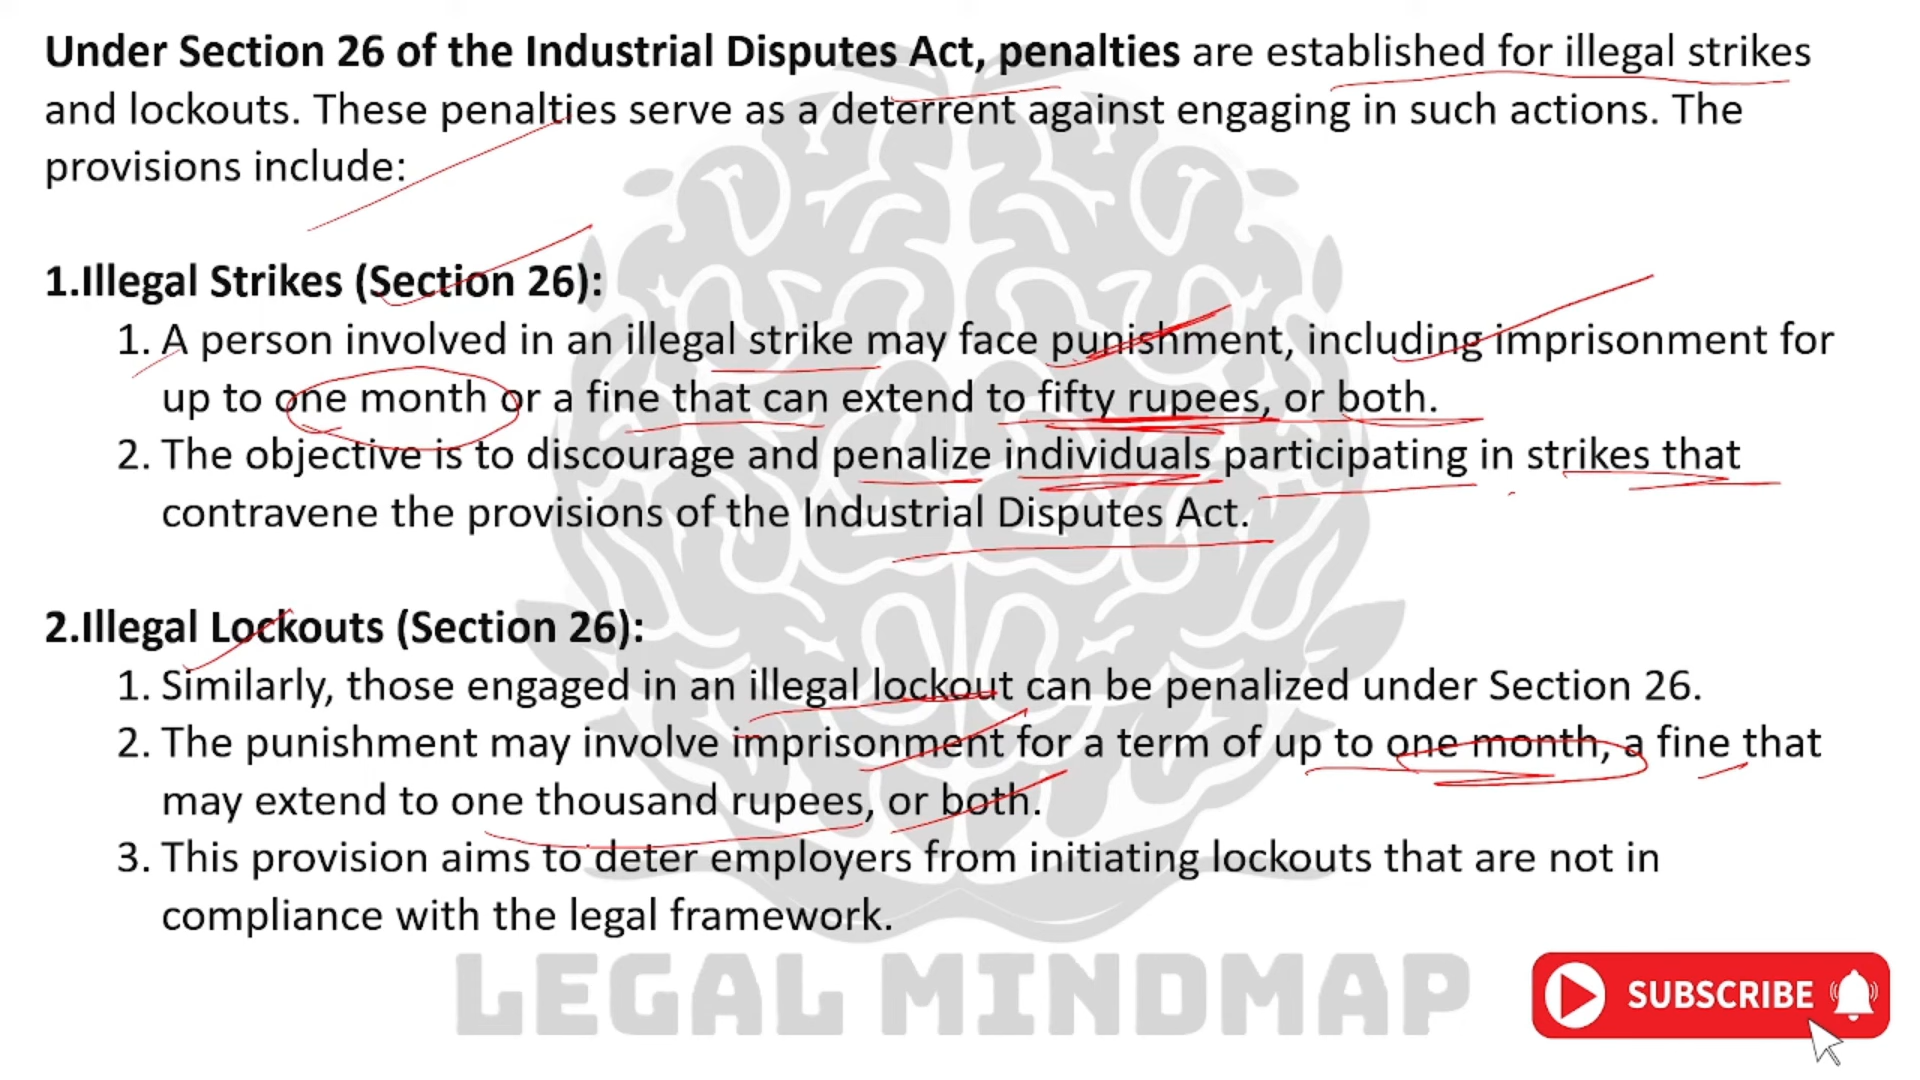 Under Section 26 of the Industrial Disputes Act, penalties are established for illegal strikes
and lockouts. These penalties serve as a deterrent against engaging in such actions. The
provisions include:
1.Illegal Strikes (Section 26):
1. A person involved in an illegal strike may face punishment, including imprisonment for
up to one month or a fine that can extend to fifty rupees, or both.
2. The objective is to discourage and penalize individuals participating in strikes that
contravene the provisions of the Industrial Disputes Act.
2.Illegal Lockouts (Section 26):
1. Similarly, those engaged in an illegal lockout can be penalized under Section 26.
2. The punishment may involve imprisonment for a term of up to one month, a fine that
may extend to one thousand rupees, or both.
3. This provision aims to deter employers from initiating lockouts that are not in
compliance with the legal framework.
LEGAL MINDMAP
SUBSCRIBE